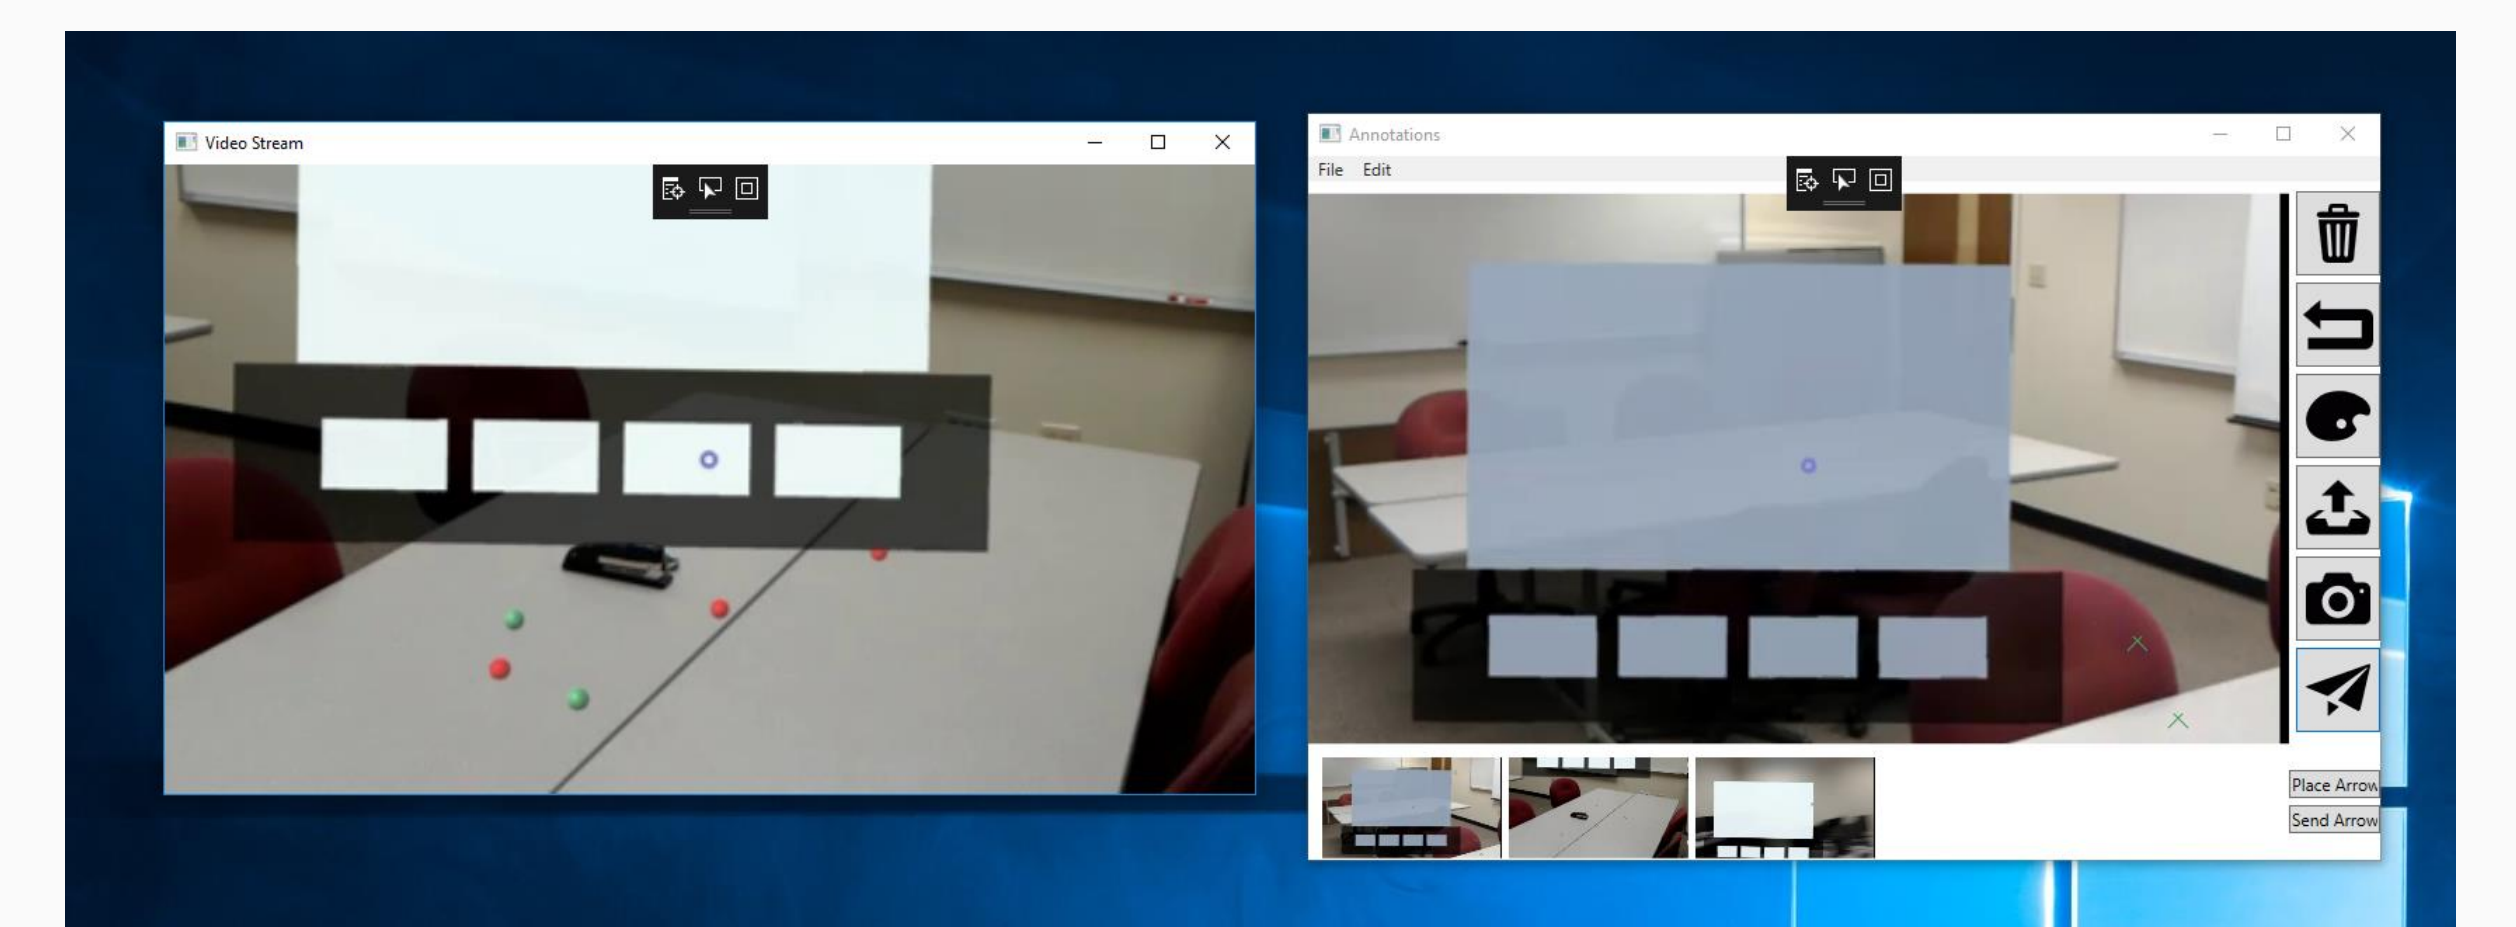 Video Stream
Annotations
File Edit
Place Arrow
Send Arrow